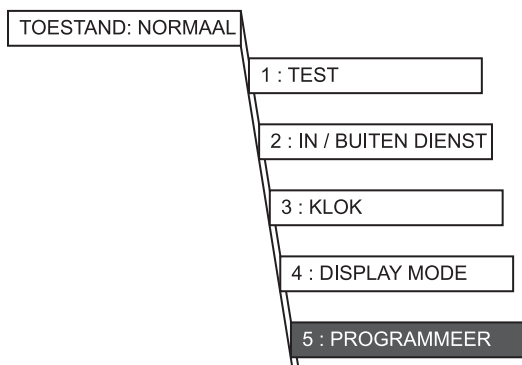 TOESTAND: NORMAAL
1 : TEST
2 : IN / BUITEN DIENST
3 : KLOK
4 : DISPLAY MODE
5 : PROGRAMMEER